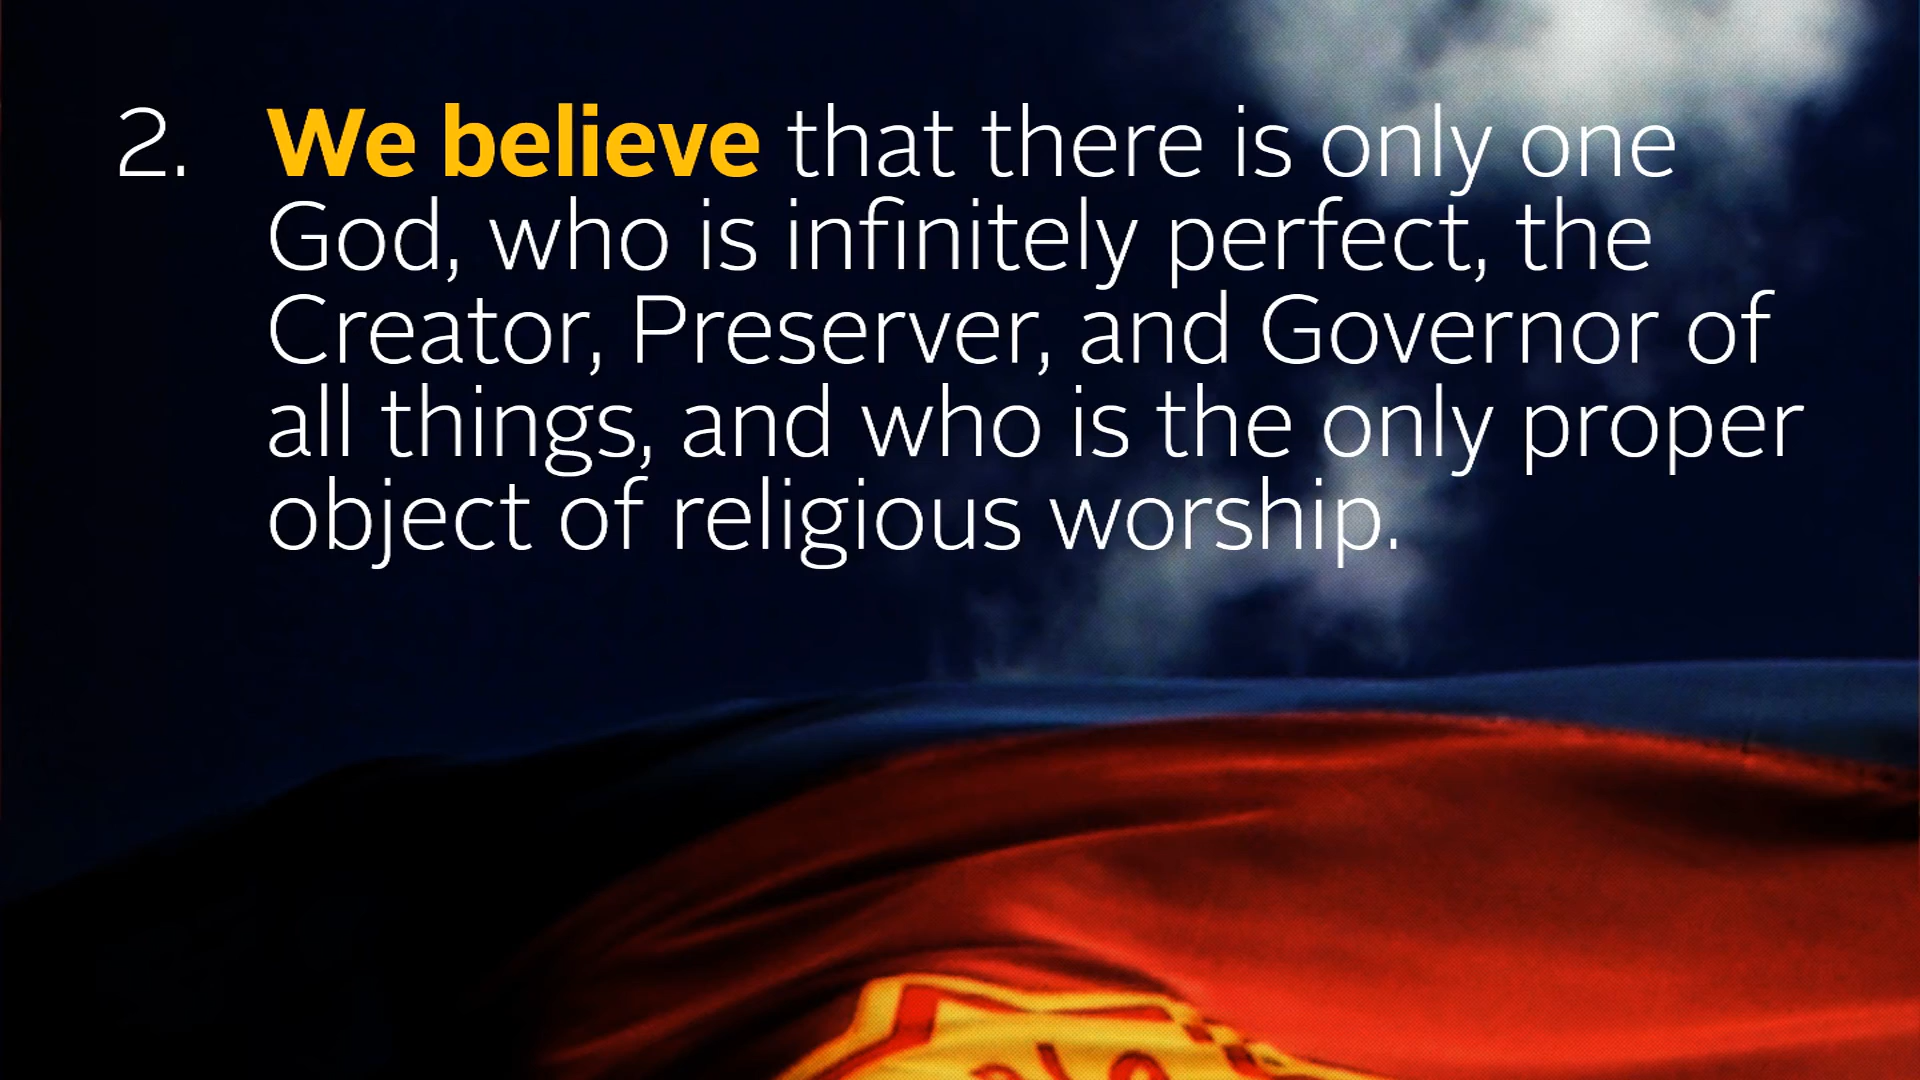 2. We believe that there is only one
God, who is infinitely perfect, the
Creator, Preserver, and Governor of
all things, and who is the only proper
object of religious worship.